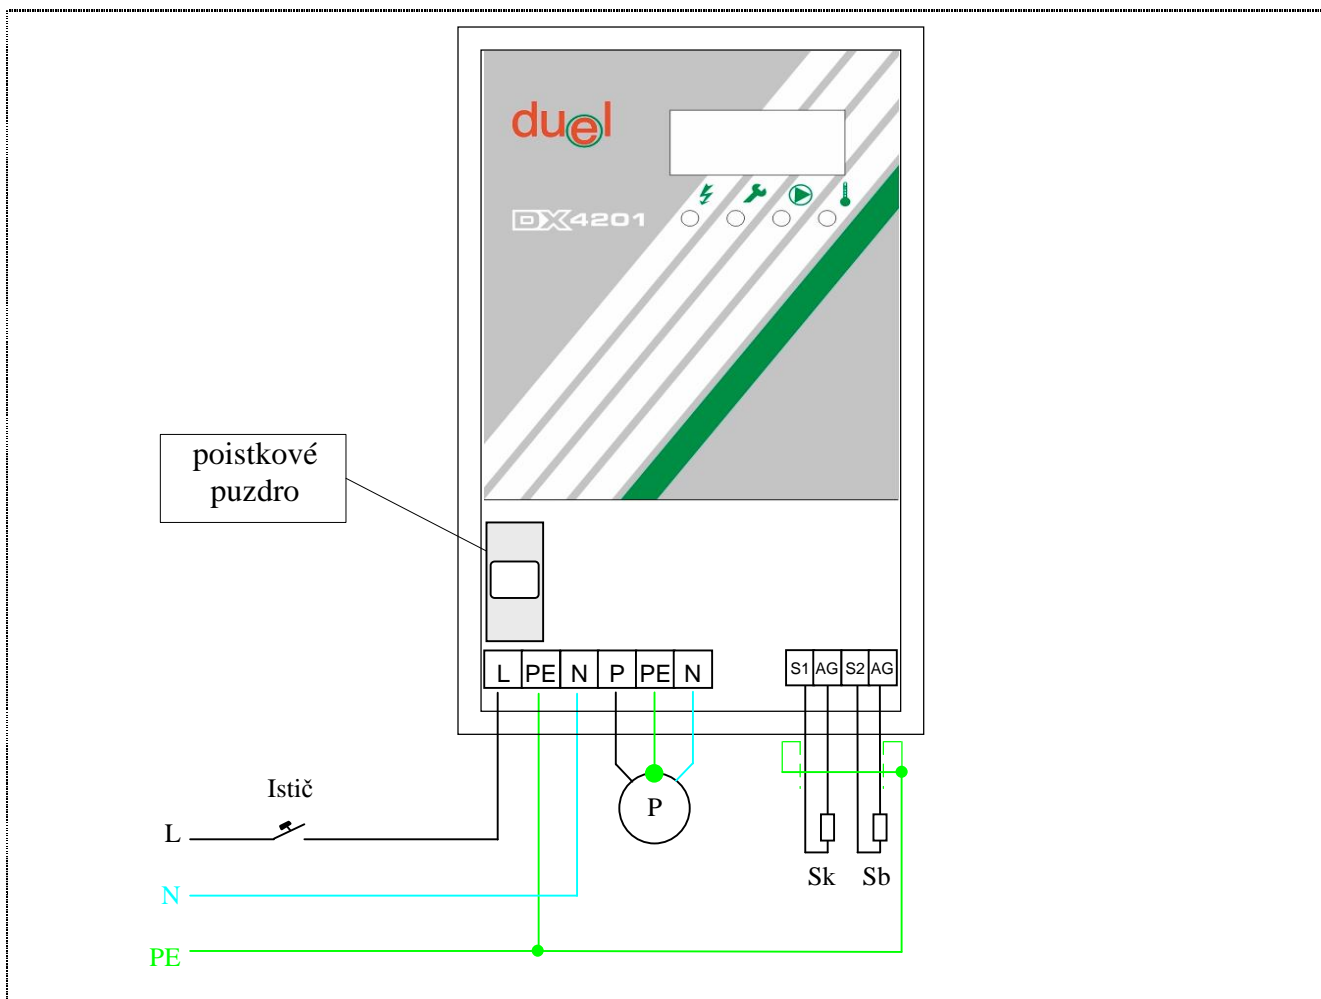 duel
DX4201
poistkové
puzdro
L PE N P PE N
S1 AG S2 AG
Istič
L
P
Sk Sb
N
PE